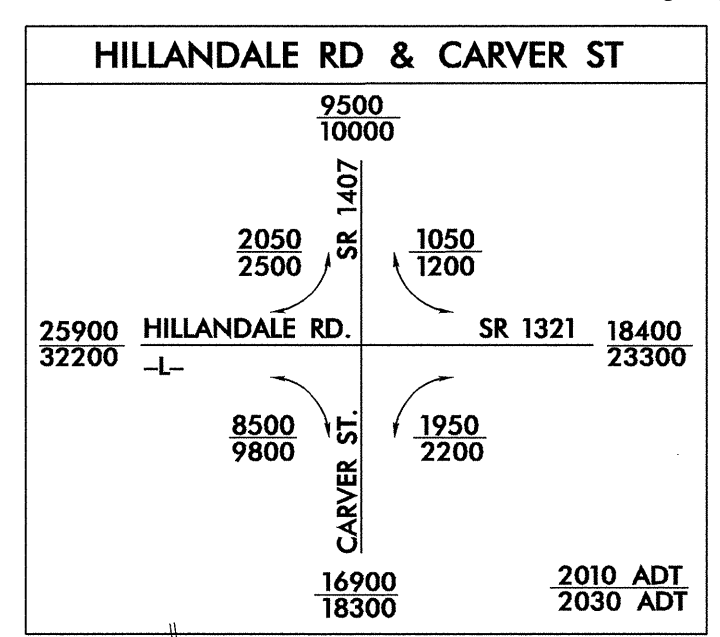 HILLANDALE RD & CARVER ST
9500
10000
SR 1407
2050
2500
1050
1200
25900
32200
HILLANDALE RD.
-L-
SR 1321
18400
23300
8500
9800
CARVER ST.
1950
2200
16900
18300
2010 ADT
2030 ADT